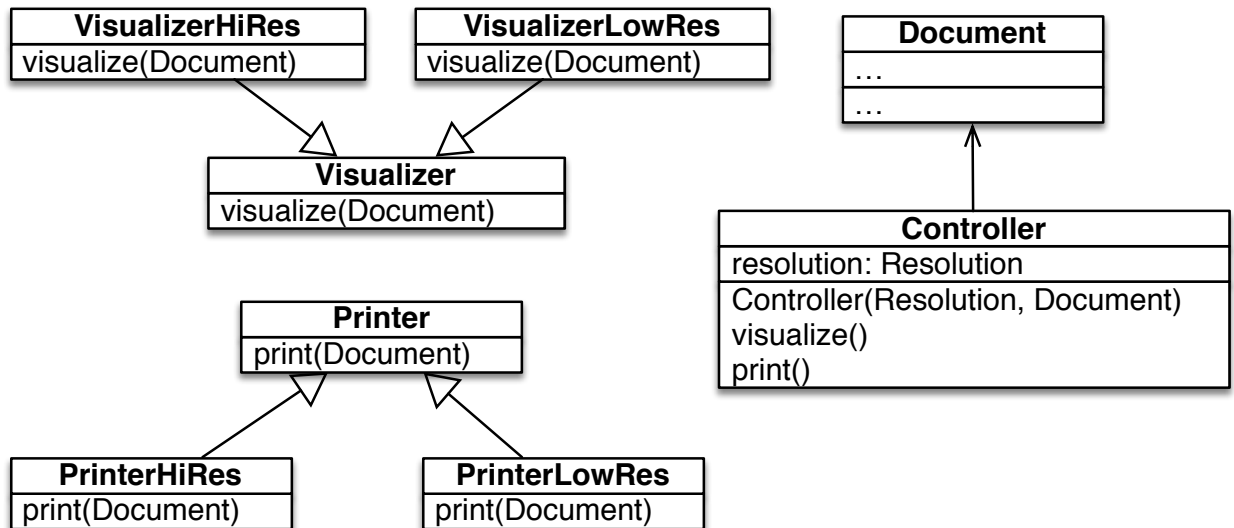 VisualizerHiRes
visualize(Document)
VisualizerLowRes
visualize(Document)
Document
…
…
Visualizer
visualize(Document)
Controller
resolution: Resolution
Controller(Resolution, Document)
visualize()
print()
Printer
print(Document)
PrinterHiRes
print(Document)
PrinterLowRes
print(Document)